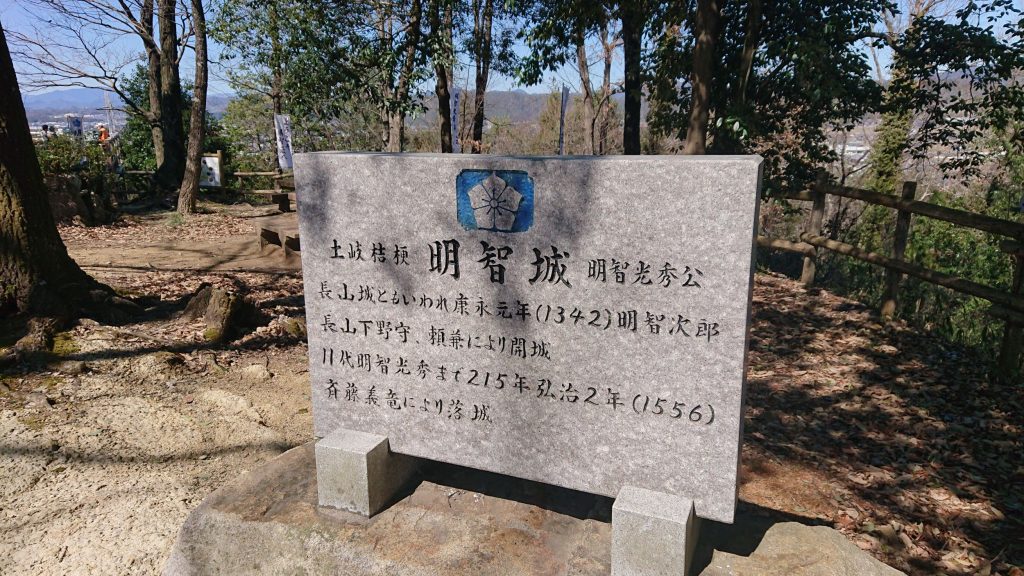 土岐桔梗 明智城 明智光秀公
長山城ともいわれ康永元年(1342)明智次郎
長山下野守、頼兼により開城
11代明智光秀まで215年弘治2年(1556)
斉藤義竜により落城